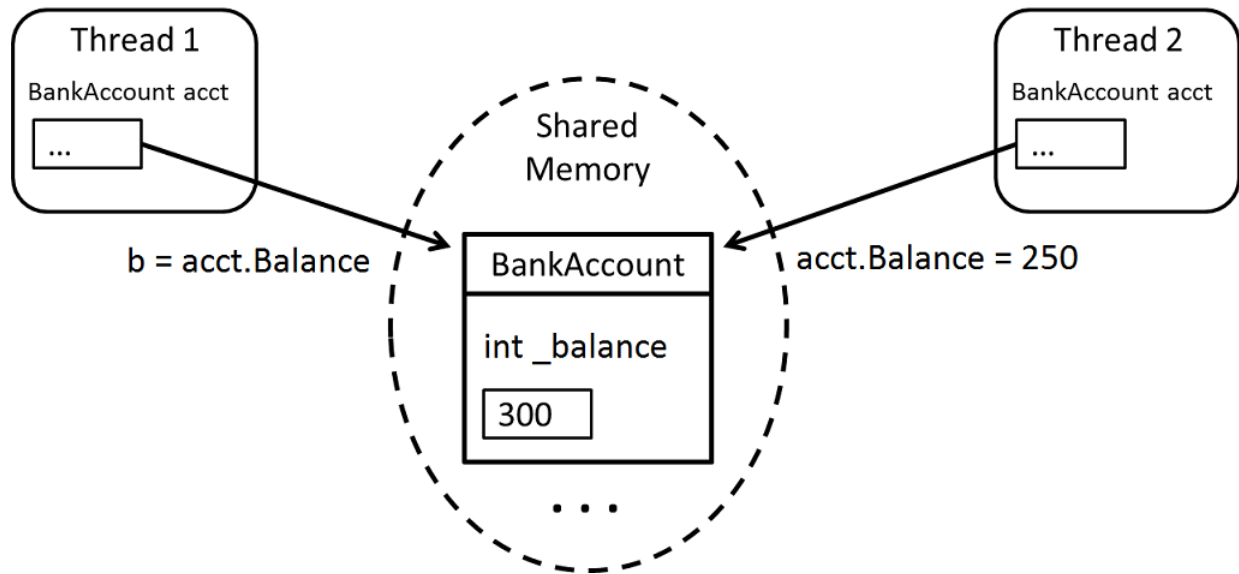 Thread 1
BankAccount acct
...
b = acct.Balance
Shared
Memory
BankAccount
int _balance
300
. . .
Thread 2
BankAccount acct
...
acct.Balance = 250